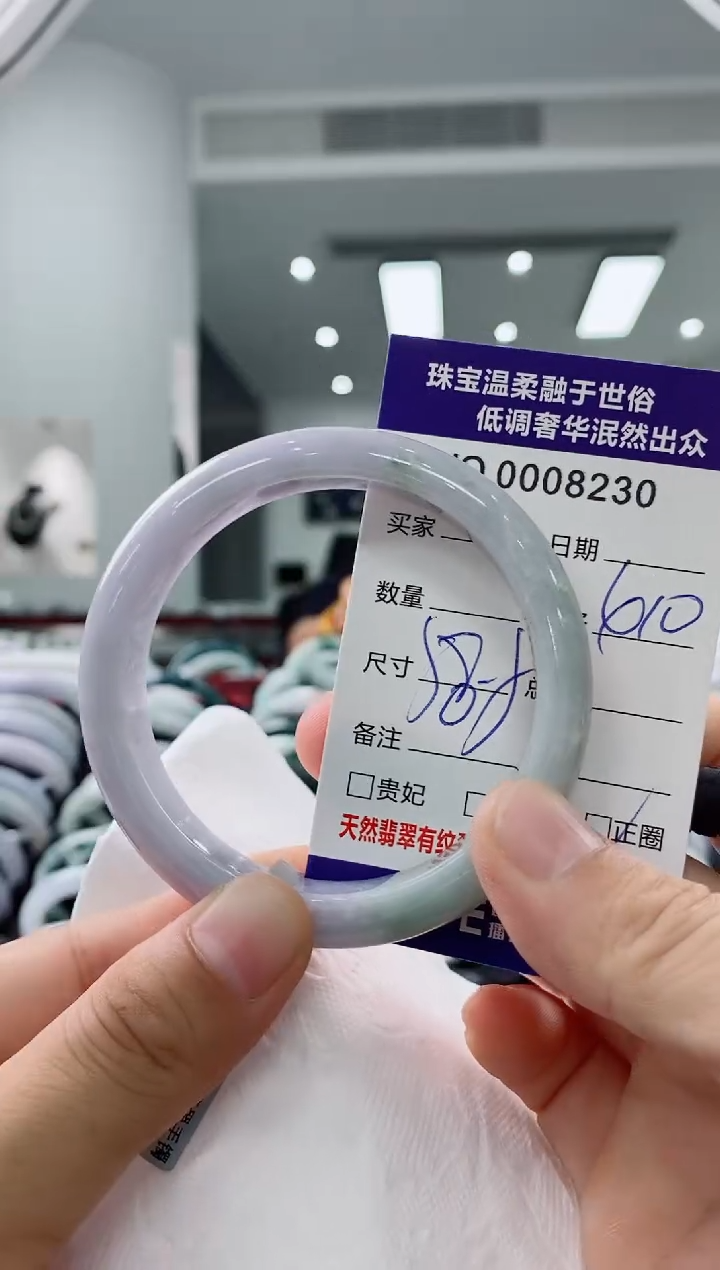 珠宝温柔融于世俗
低调奢华泯然出众
NO 0008230
买家
日期
数量
610
尺寸 58-
总
备注
贵妃
正圈
天然翡翠有纹